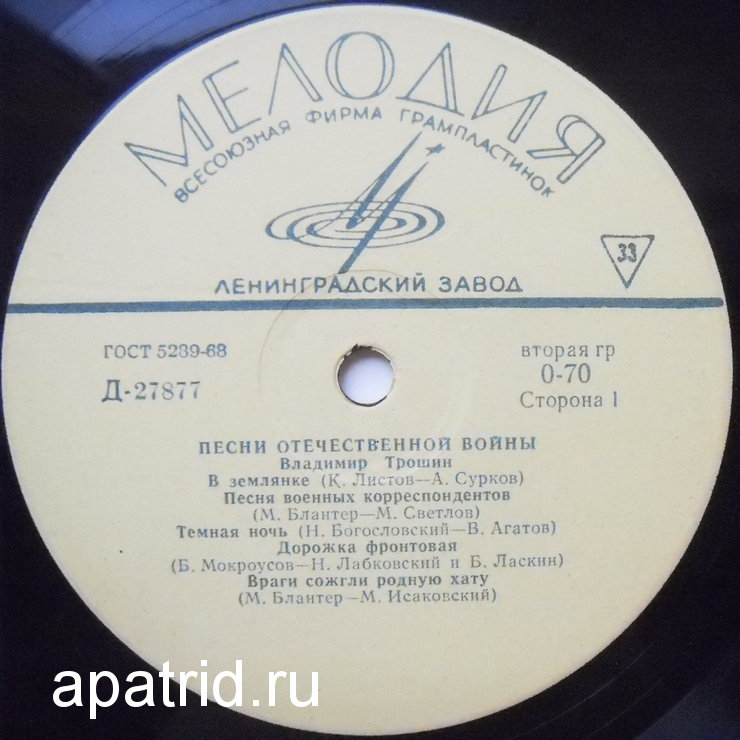 МЕЛОДИЯ
ВСЕСОЮЗНАЯ ФИРМА ГРАМПЛАСТИНОК
33
ЛЕНИНГРАДСКИЙ ЗАВОД
ГОСТ 5289-68
Д-27877
вторая гр
0-70
Сторона 1
ПЕСНИ ОТЕЧЕСТВЕННОЙ ВОЙНЫ
Владимир Трошин
В землянке (К. Листов—А. Сурков)
Песня военных корреспондентов
(М. Блантер—М. Светлов)
Темная ночь (Н. Богословский—В. Агатов)
Дорожка фронтовая
(Б. Мокроусов—Н. Лабковский и Б. Ласкин)
Враги сожгли родную хату
(М. Блантер—М. Исаковский)
apatrid.ru